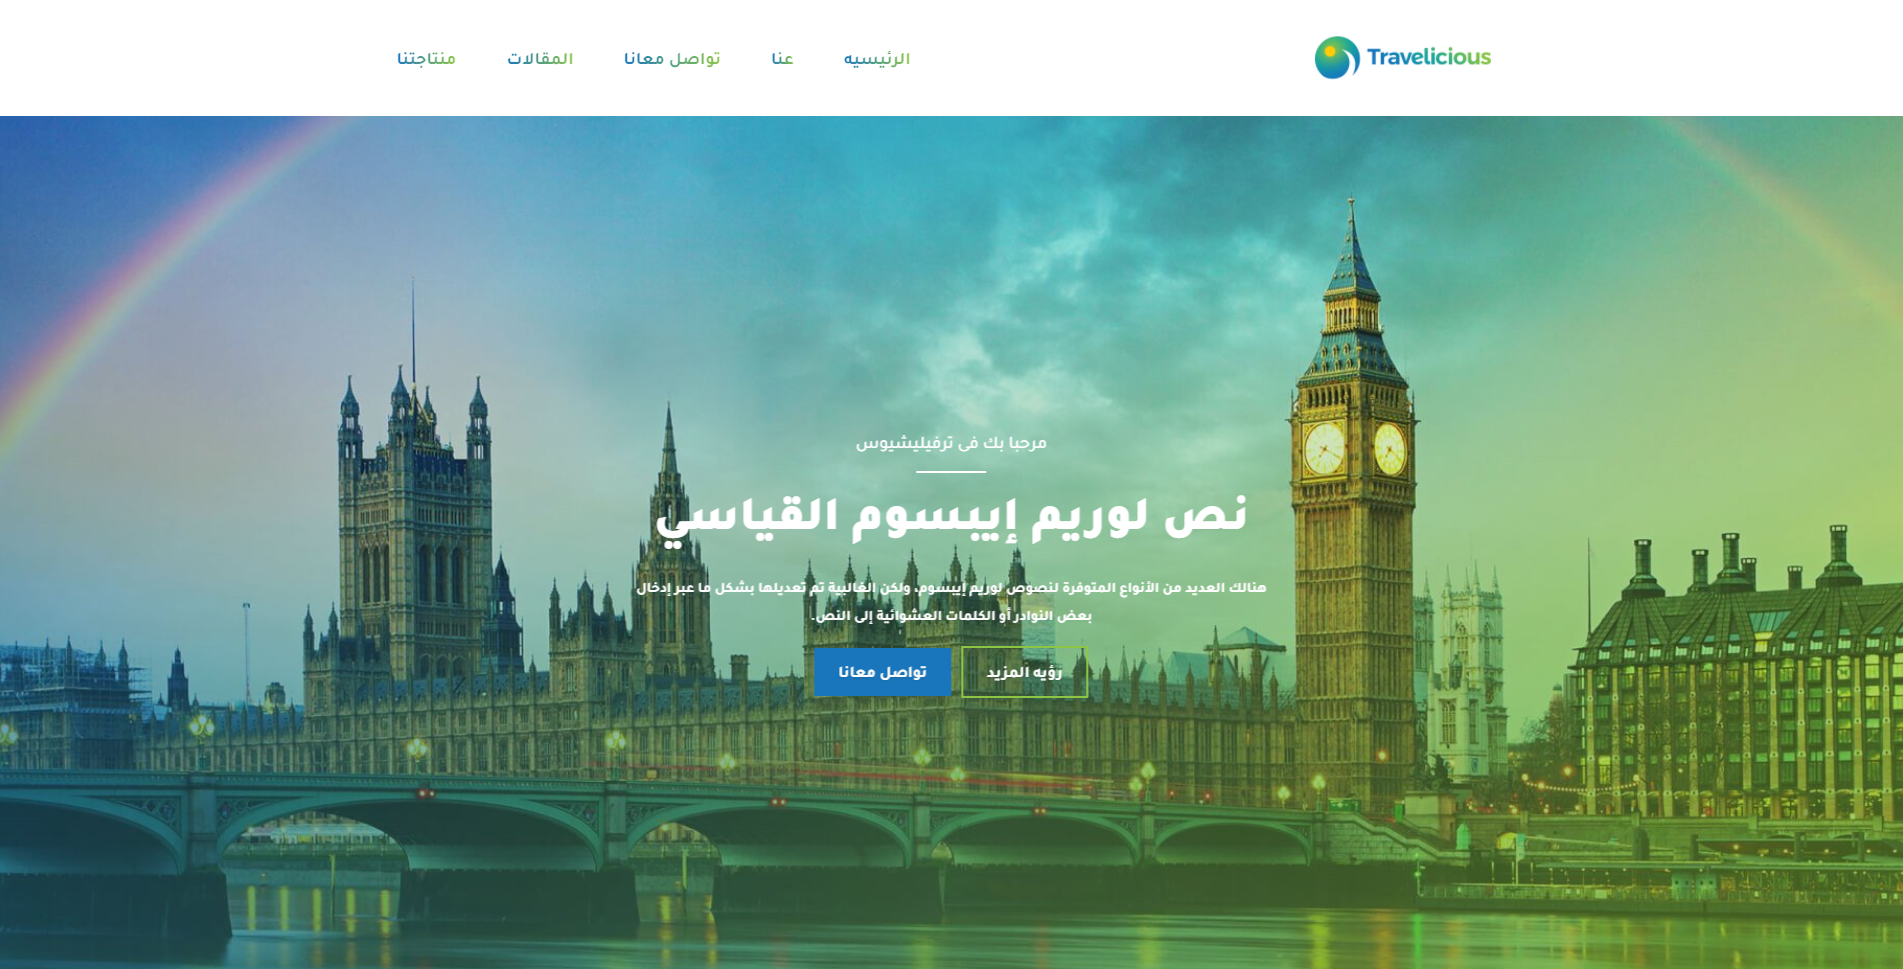 Travelicious
الرئيسيه
عنا
تواصل معانا
المقالات
منتاجتنا
مرحبا بك فى ترفيليشيوس
نص لوريم إيبسوم القياسي
هنالك العديد من الأنواع المتوفرة لنصوص لوريم إيبسوم، ولكن الغالبية تم تعديلها بشكل ما عبر إدخال
بعض النوادر أو الكلمات العشوائية إلى النص.
رؤيه المزيد
تواصل معانا